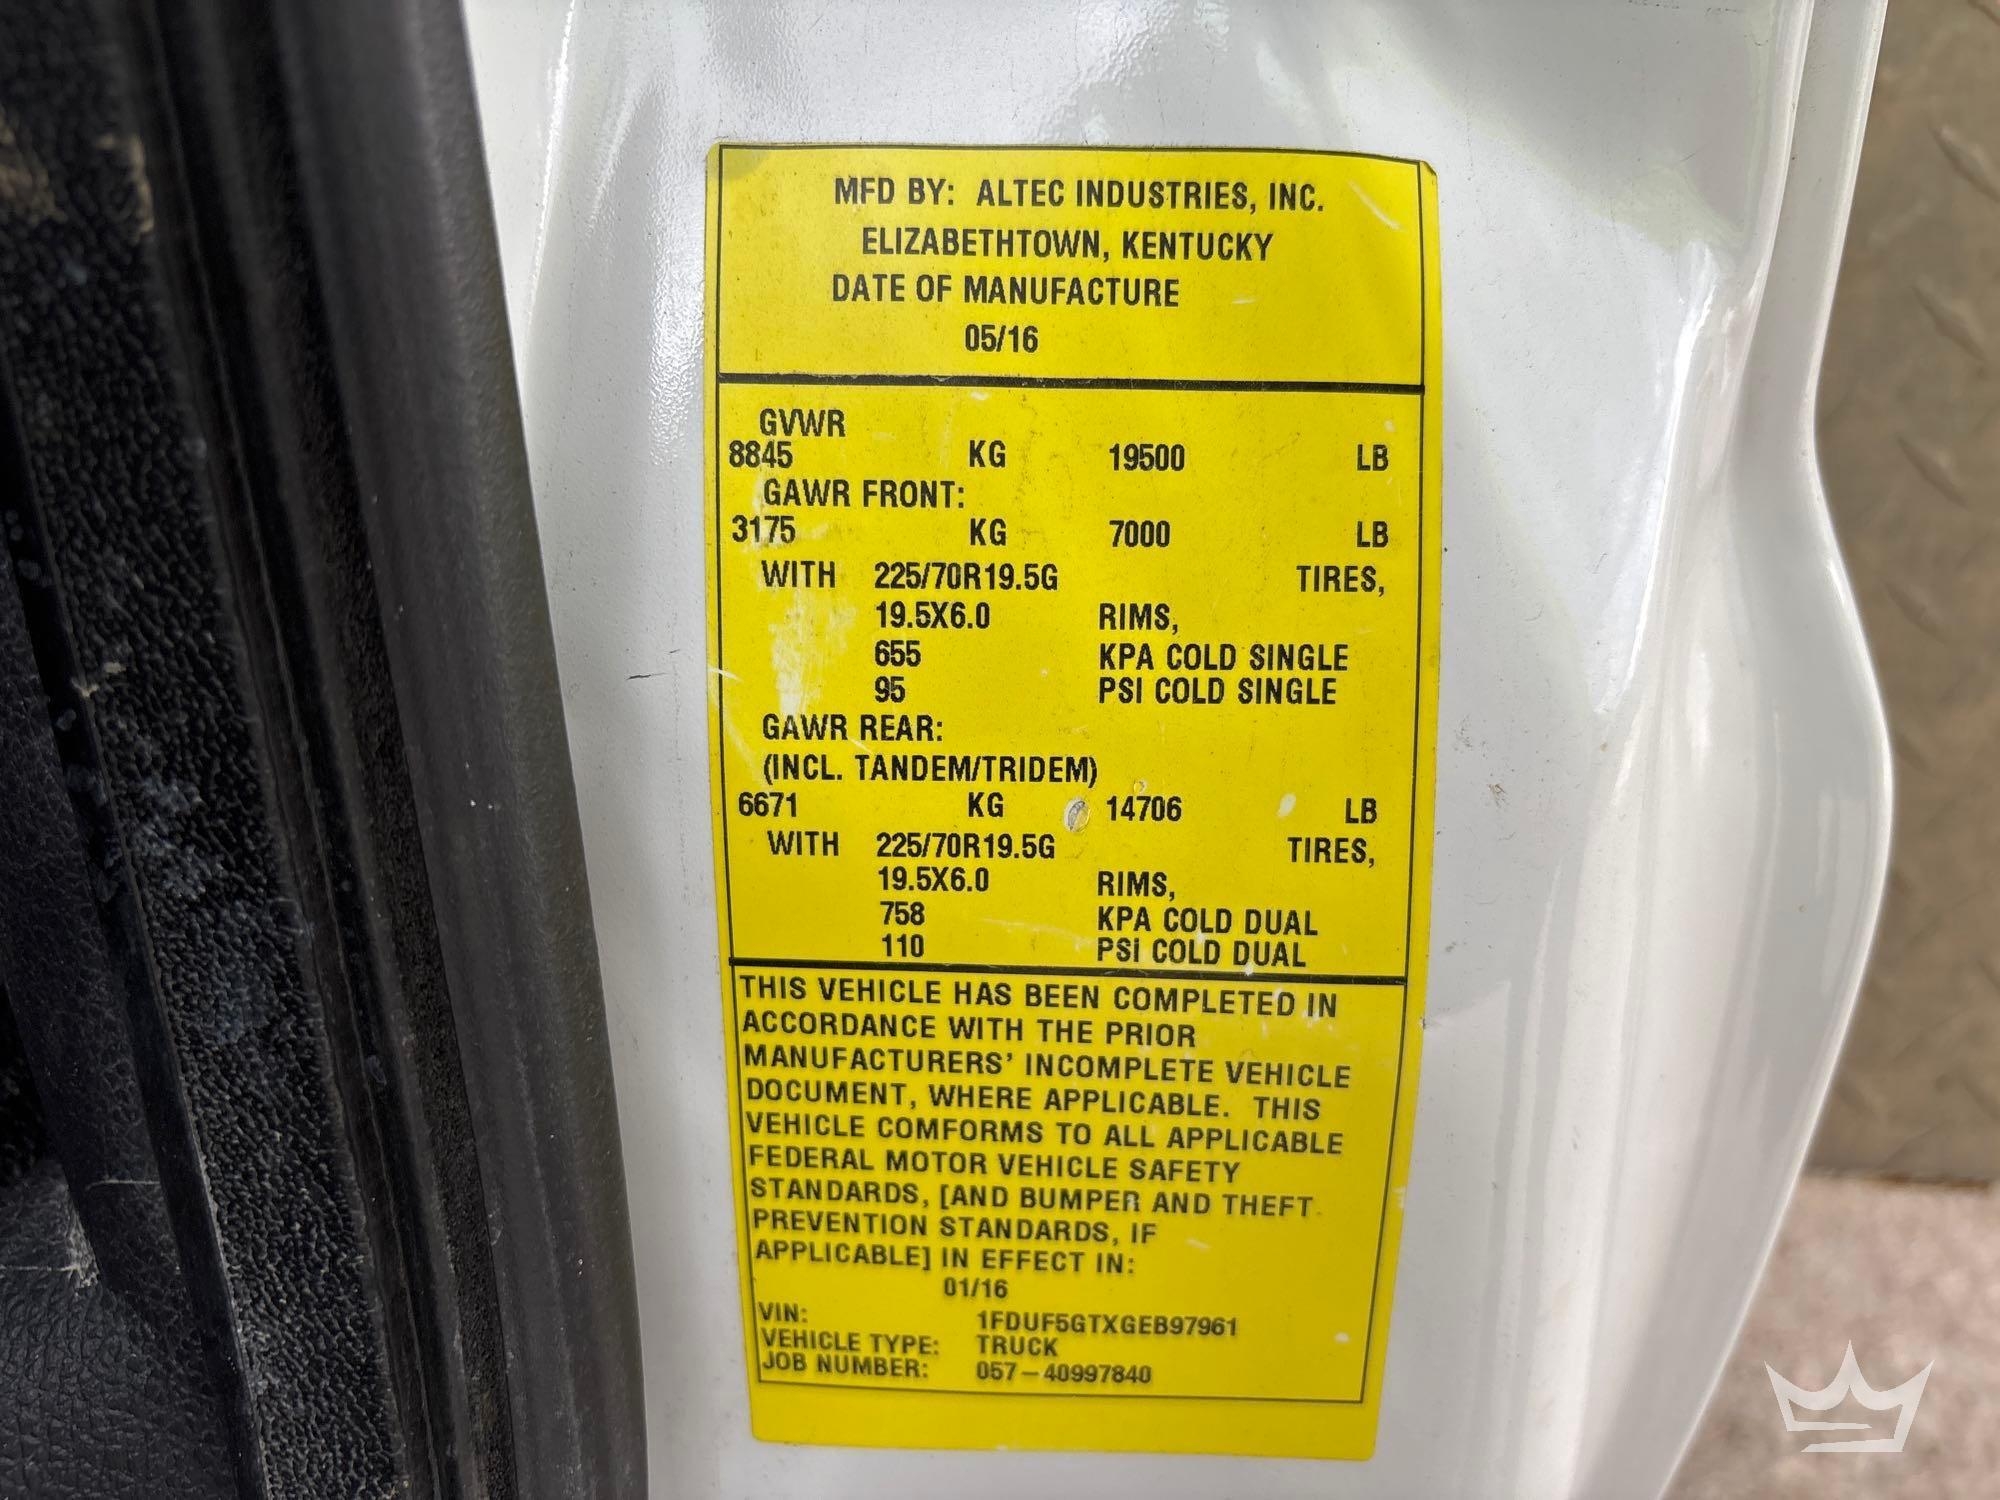 MFD BY: ALTEC INDUSTRIES, INC.
ELIZABETHTOWN, KENTUCKY
DATE OF MANUFACTURE
05/16
GVWR
8845 KG 19500 LB
GAWR FRONT:
3175 KG 7000 LB
WITH 225/70R19.5G TIRES,
19.5X6.0 RIMS,
655 KPA COLD SINGLE
95 PSI COLD SINGLE
GAWR REAR:
(INCL. TANDEM/TRIDEM)
6671 KG 14706 LB
WITH 225/70R19.5G TIRES,
19.5X6.0 RIMS,
758 KPA COLD DUAL
110 PSI COLD DUAL
THIS VEHICLE HAS BEEN COMPLETED IN
ACCORDANCE WITH THE PRIOR
MANUFACTURERS' INCOMPLETE VEHICLE
DOCUMENT, WHERE APPLICABLE. THIS
VEHICLE COMFORMS TO ALL APPLICABLE
FEDERAL MOTOR VEHICLE SAFETY
STANDARDS, [AND BUMPER AND THEFT
PREVENTION STANDARDS, IF
APPLICABLE] IN EFFECT IN:
01/16
VIN: 1FDUF5GTXGEB97961
VEHICLE TYPE: TRUCK
JOB NUMBER: 057-40997840